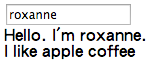 roxanne
Hello. I'm roxanne.
I like apple coffee